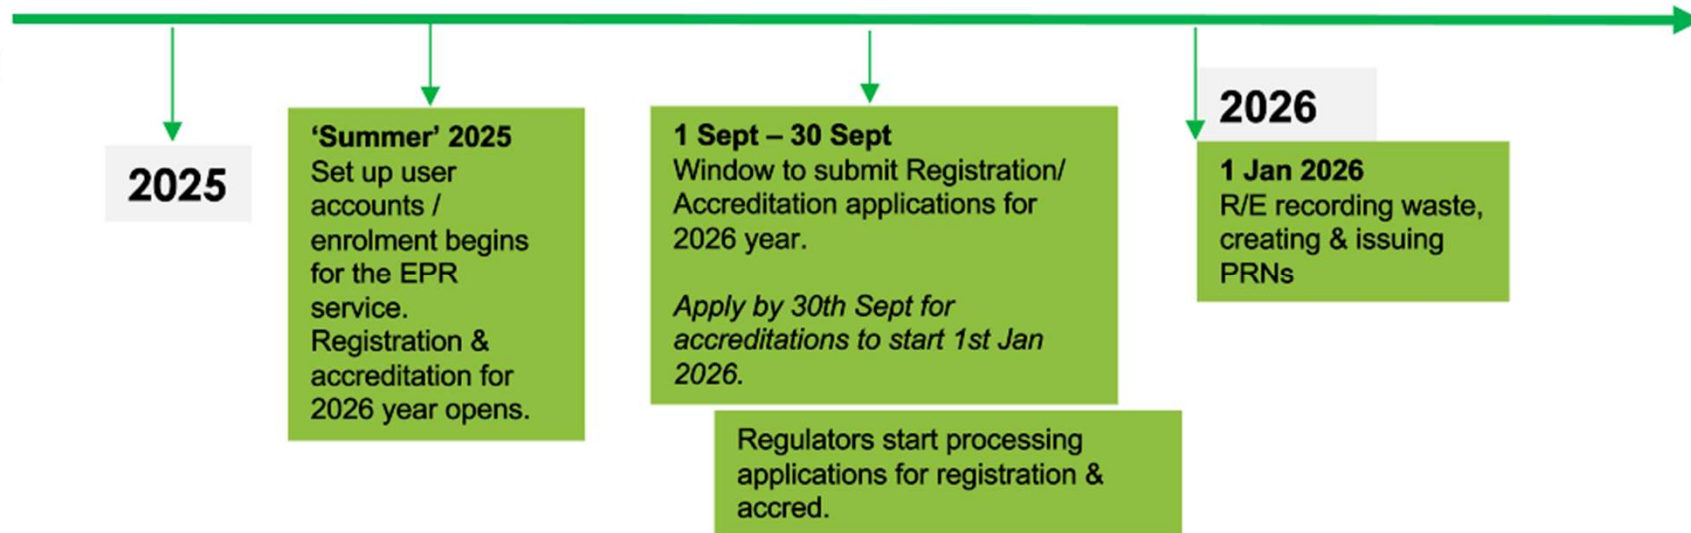 2025
‘Summer’ 2025
Set up user
accounts /
enrolment begins
for the EPR
service.
Registration &
accreditation for
2026 year opens.
1 Sept – 30 Sept
Window to submit Registration/
Accreditation applications for
2026 year.
Apply by 30th Sept for
accreditations to start 1st Jan
2026.
Regulators start processing
applications for registration &
accred.
2026
1 Jan 2026
R/E recording waste,
creating & issuing
PRNs